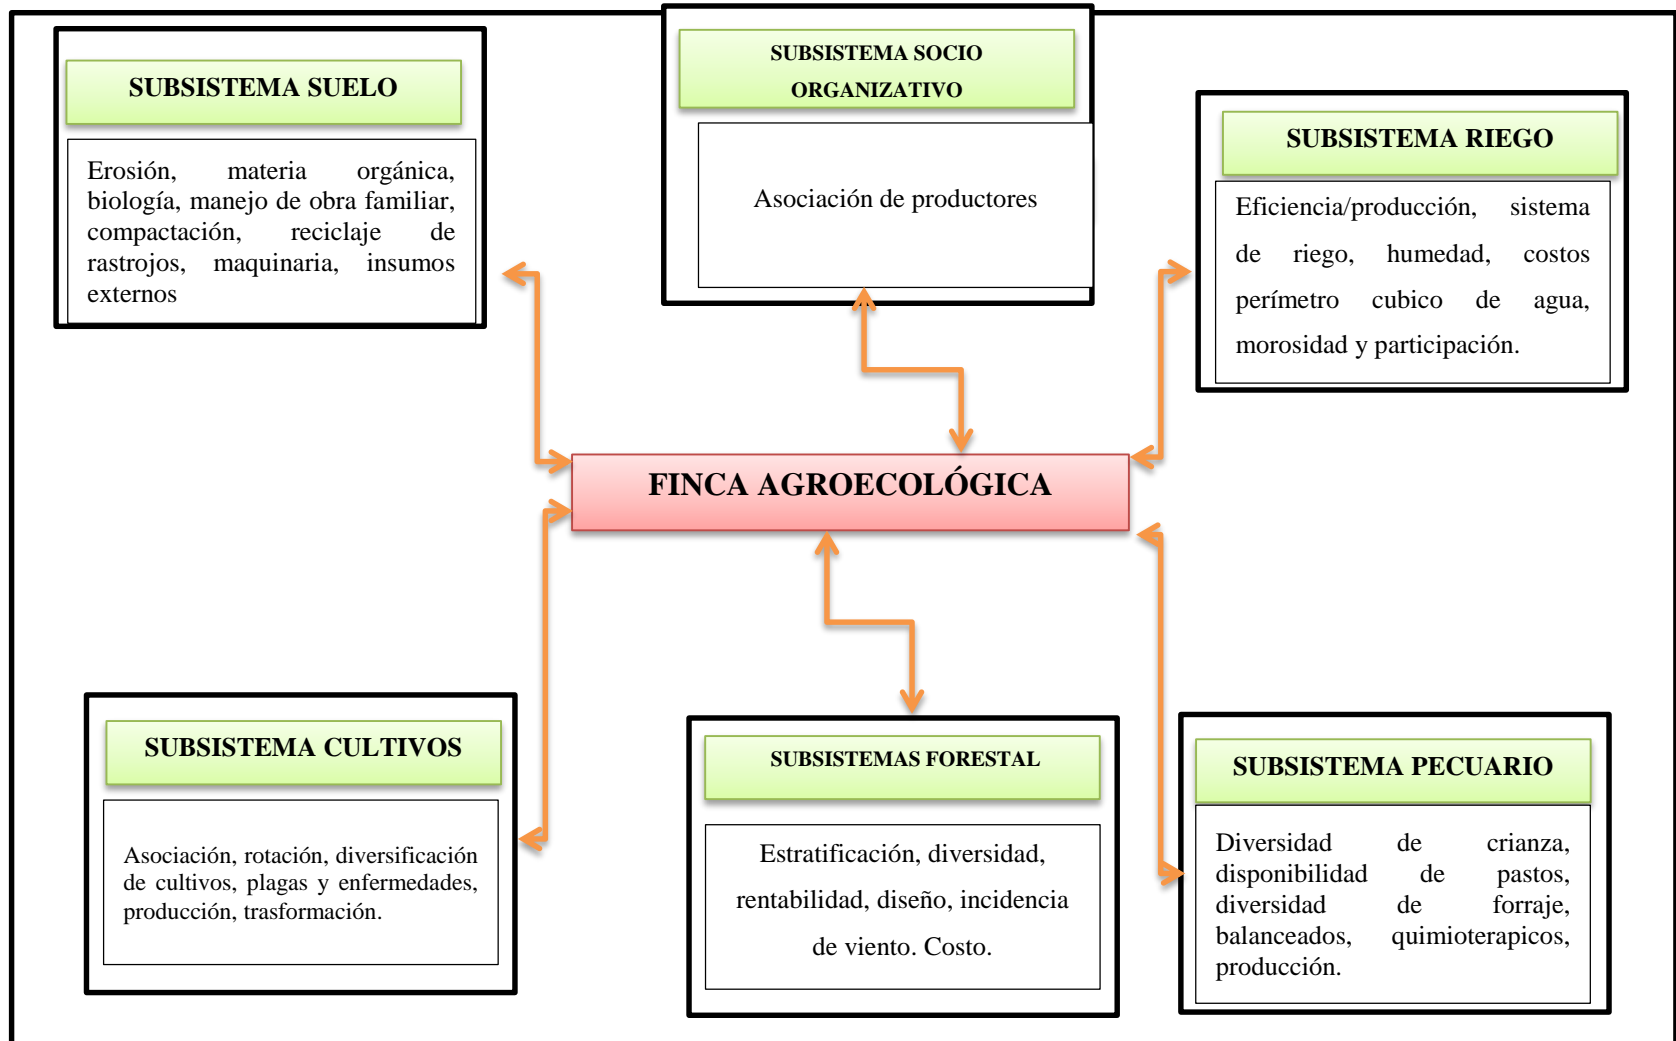 SUBSISTEMA SUELO
Erosión, materia orgánica,
biología, manejo de obra familiar,
compactación, reciclaje de
rastrojos, maquinaria, insumos
externos
SUBSISTEMA SOCIO
ORGANIZATIVO
Asociación de productores
SUBSISTEMA RIEGO
Eficiencia/producción, sistema
de riego, humedad, costos
perímetro cubico de agua,
morosidad y participación.
FINCA AGROECOLÓGICA
SUBSISTEMA CULTIVOS
Asociación, rotación, diversificación
de cultivos, plagas y enfermedades,
producción, trasformación.
SUBSISTEMAS FORESTAL
Estratificación, diversidad,
rentabilidad, diseño, incidencia
de viento. Costo.
SUBSISTEMA PECUARIO
Diversidad de crianza,
disponibilidad de pastos,
diversidad de forraje,
balanceados, quimioterapicos,
producción.